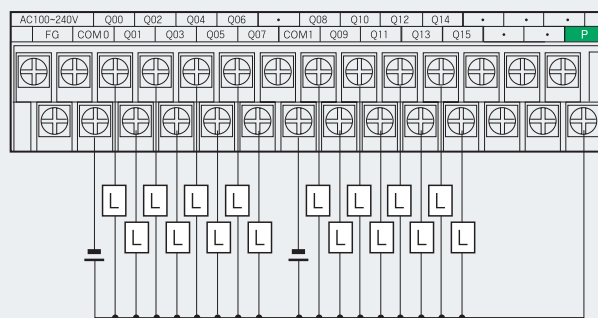 AC100~240V Q00 Q02 Q04 Q06 • Q08 Q10 Q12 Q14 • • •
FG COM0 Q01 Q03 Q05 Q07 COM1 Q09 Q11 Q13 Q15 • • P
L L L L L L L L
L L L L L L L L